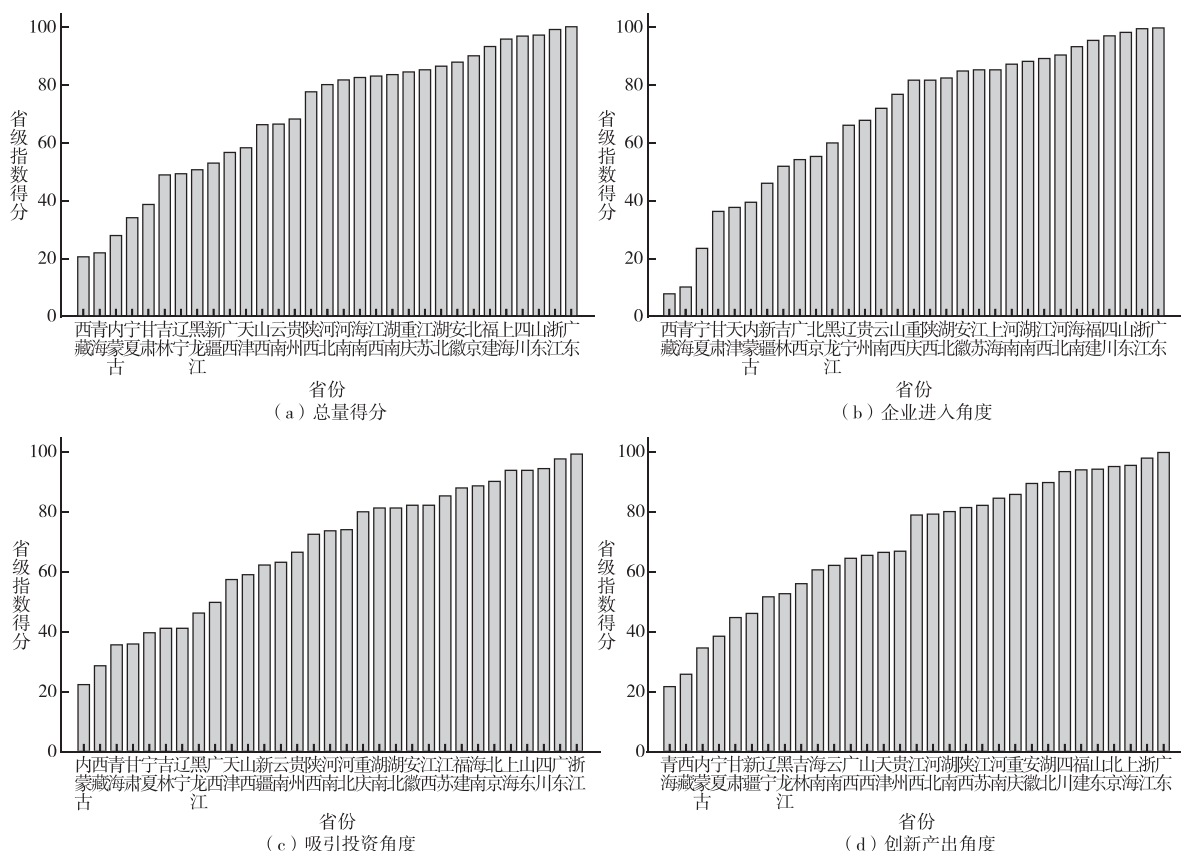 100
80
60
40
20
0
省级指数得分
西藏 青海 内蒙古 宁夏 甘肃 吉林 辽宁 黑龙江 新疆 广西 天津 山西 云南 贵州 陕西 河北 河南 海南 江西 湖南 重庆 江苏 湖北 安徽 北京 福建 上海 四川 山东 浙江 广东
省份
（a）总量得分
100
80
60
40
20
0
省级指数得分
西藏 青海 宁夏 甘肃 天津 内蒙古 新疆 吉林 广西 北京 黑龙江 辽宁 贵州 云南 山西 重庆 陕西 湖北 安徽 江苏 上海 河南 湖南 江西 河北 海南 福建 四川 山东 浙江 广东
省份
（b）企业进入角度
100
80
60
40
20
0
省级指数得分
内蒙古 西藏 青海 甘肃 宁夏 吉林 辽宁 黑龙江 广西 天津 山西 新疆 云南 贵州 陕西 河南 河北 重庆 湖南 湖北 安徽 江西 江苏 福建 海南 北京 上海 山东 四川 广东 浙江
省份
（c）吸引投资角度
100
80
60
40
20
0
省级指数得分
青海 西藏 内蒙古 宁夏 甘肃 新疆 辽宁 黑龙江 吉林 海南 云南 广西 山西 天津 贵州 江西 河北 湖南 陕西 江苏 河南 重庆 安徽 湖北 四川 福建 山东 北京 上海 浙江 广东
省份
（d）创新产出角度